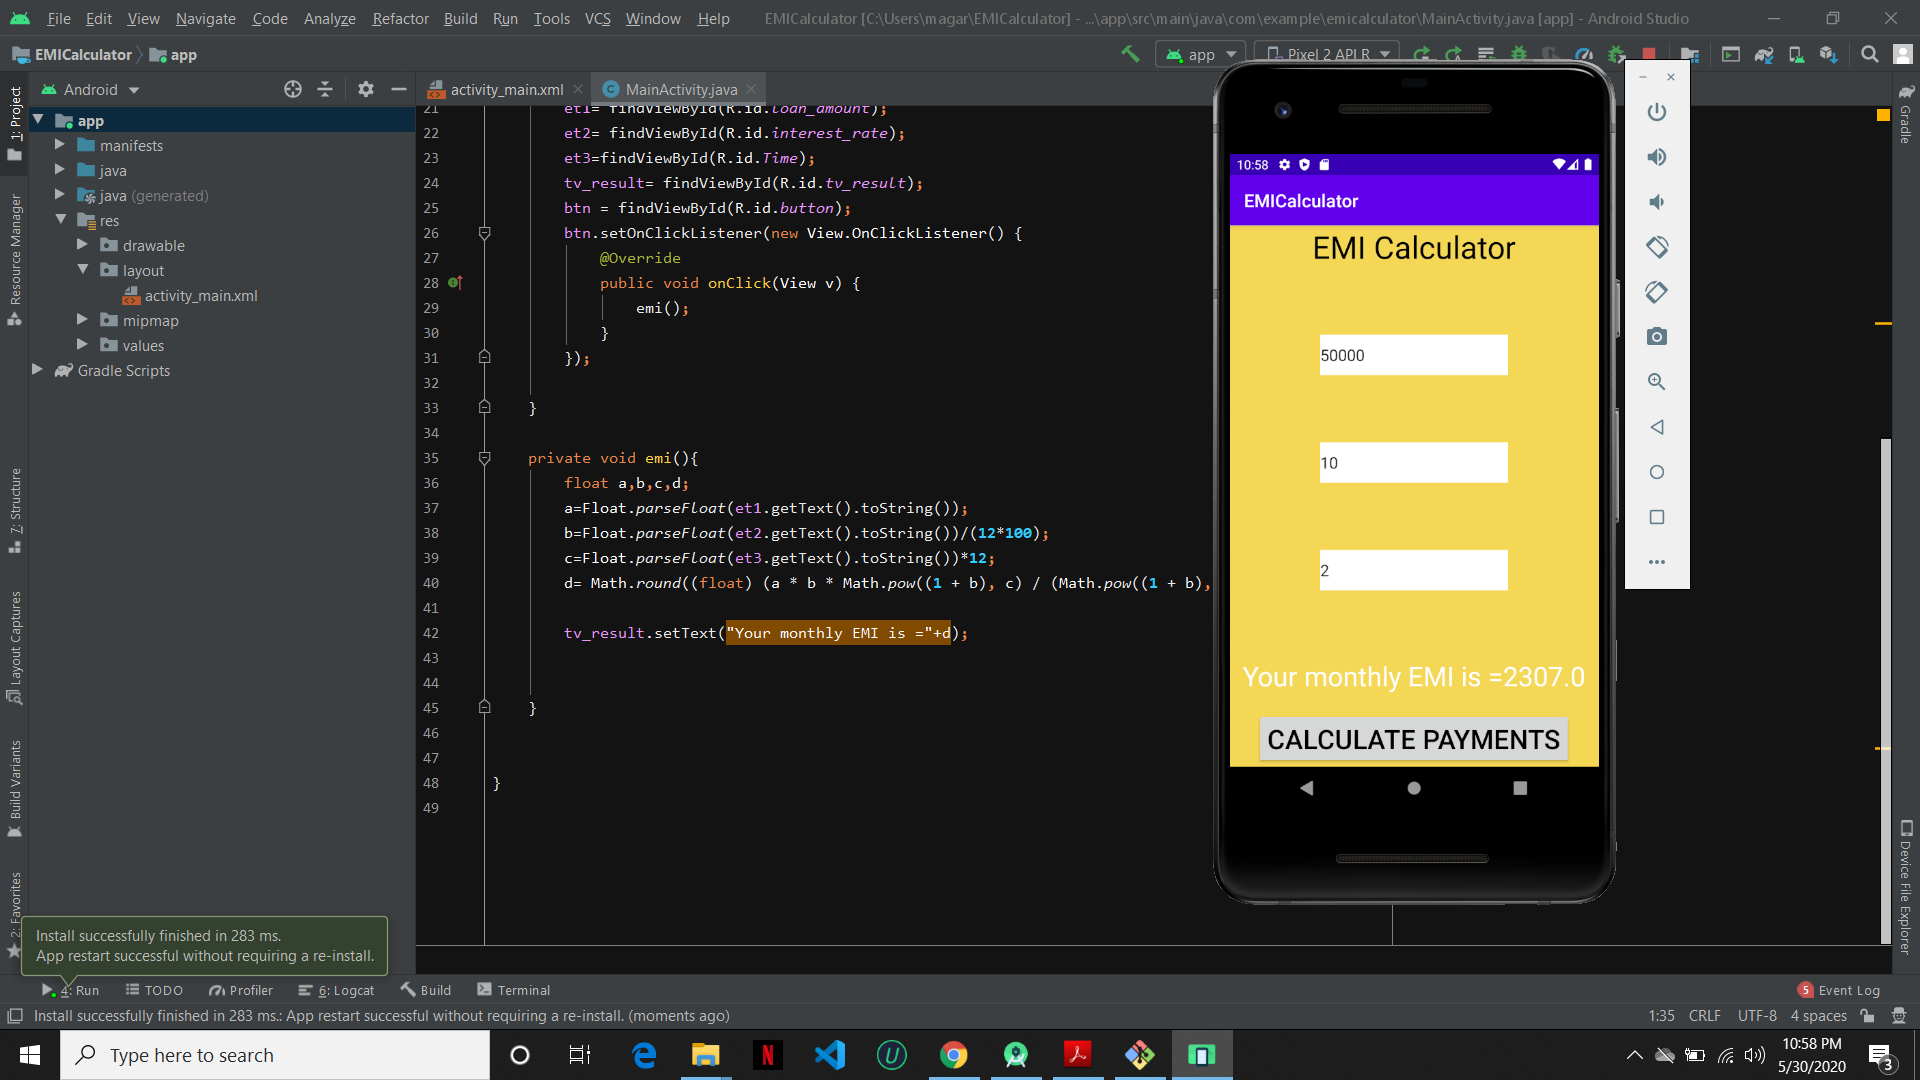 File Edit View Navigate Code Analyze Refactor Build Run Tools VCS Window Help EMICalculator [C:\Users\magar\EMICalculator] - ...\app\src\main\java\com\example\emicalculator\MainActivity.java [app] - Android Studio
EMICalculator app
app Pixel 2 API R
1: Project
Resource Manager
7: Structure
Layout Captures
Build Variants
2: Favorites
Android
app
manifests
java
java (generated)
res
drawable
layout
activity_main.xml
mipmap
values
Gradle Scripts
activity_main.xml MainActivity.java
21 et1= findViewById(R.id.loan_amount);
22 et2= findViewById(R.id.interest_rate);
23 et3=findViewById(R.id.Time);
24 tv_result= findViewById(R.id.tv_result);
25 btn = findViewById(R.id.button);
26 btn.setOnClickListener(new View.OnClickListener() {
27 @Override
28 public void onClick(View v) {
29 emi();
30 }
31 });
32
33 }
34
35 private void emi(){
36 float a,b,c,d;
37 a=Float.parseFloat(et1.getText().toString());
38 b=Float.parseFloat(et2.getText().toString())/(12*100);
39 c=Float.parseFloat(et3.getText().toString())*12;
40 d= Math.round((float) (a * b * Math.pow((1 + b), c) / (Math.pow((1 + b),
41
42 tv_result.setText("Your monthly EMI is ="+d);
43
44
45 }
46
47
48 }
49
10:58
EMICalculator
EMI Calculator
50000
10
2
Your monthly EMI is =2307.0
CALCULATE PAYMENTS
Gradle
Device File Explorer
Install successfully finished in 283 ms.
App restart successful without requiring a re-install.
4: Run TODO Profiler 6: Logcat Build Terminal 5 Event Log
Install successfully finished in 283 ms.: App restart successful without requiring a re-install. (moments ago) 1:35 CRLF UTF-8 4 spaces
Type here to search
10:58 PM
5/30/2020
3